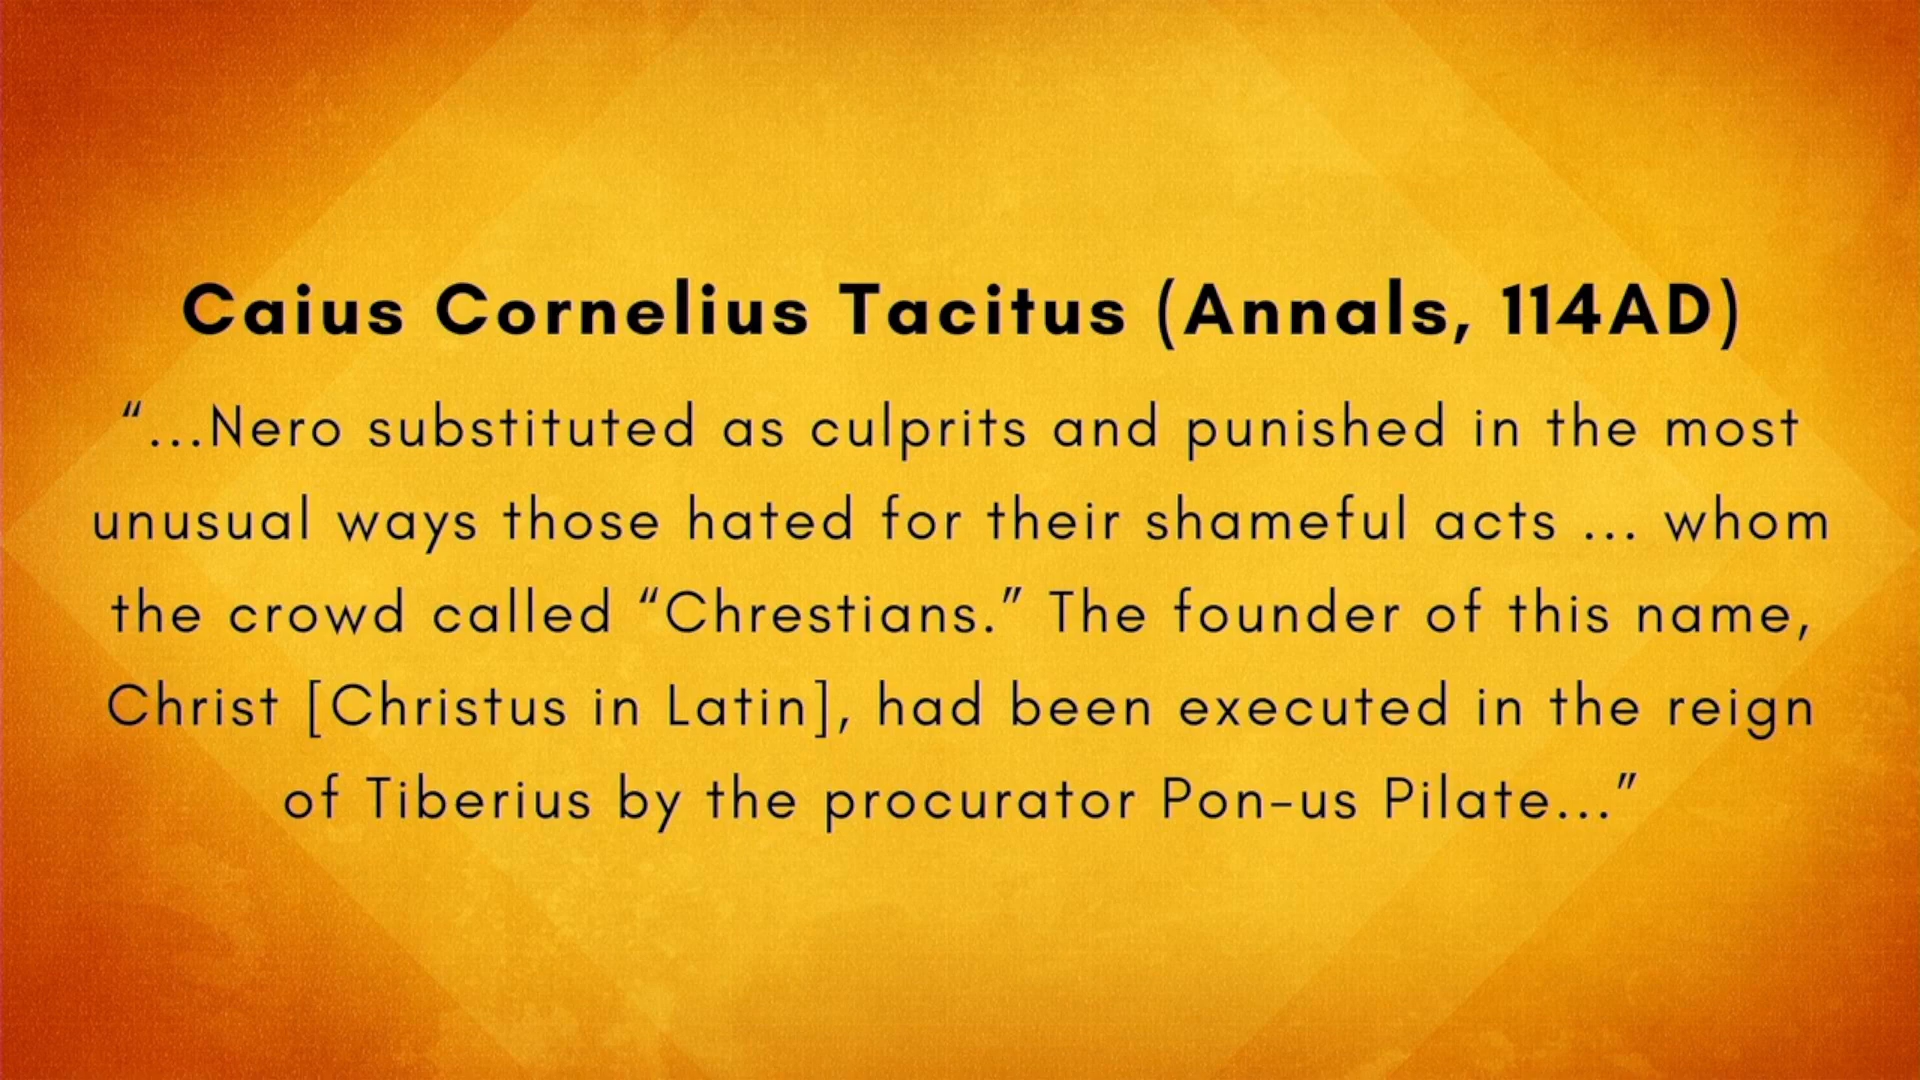 Caius Cornelius Tacitus (Annals, 114AD)
“...Nero substituted as culprits and punished in the most
unusual ways those hated for their shameful acts ... whom
the crowd called “Chrestians.” The founder of this name,
Christ [Christus in Latin], had been executed in the reign
of Tiberius by the procurator Pon-us Pilate...”